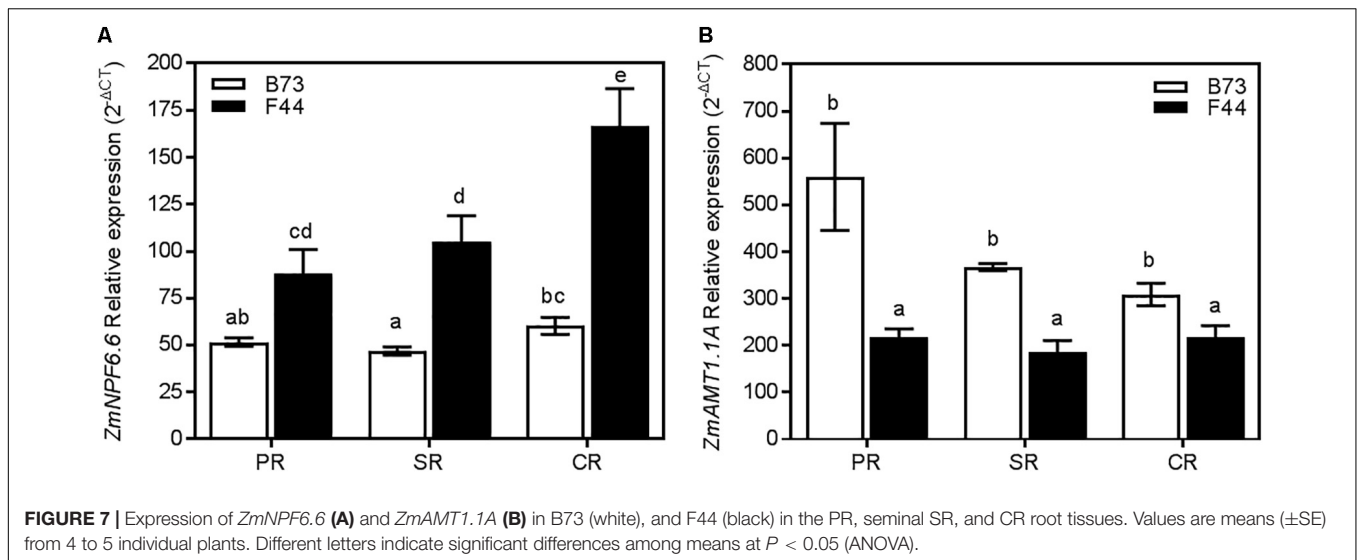 A
ZmNPF6.6 Relative expression (2-ΔCT)
200
175
150
125
100
75
50
25
0
B73
F44
ab
cd
a
d
bc
e
PR
SR
CR
B
ZmAMT1.1A Relative expression (2-ΔCT)
800
700
600
500
400
300
200
100
0
B73
F44
b
a
b
a
b
a
PR
SR
CR
FIGURE 7 | Expression of ZmNPF6.6 (A) and ZmAMT1.1A (B) in B73 (white), and F44 (black) in the PR, seminal SR, and CR root tissues. Values are means (±SE)
from 4 to 5 individual plants. Different letters indicate significant differences among means at P < 0.05 (ANOVA).